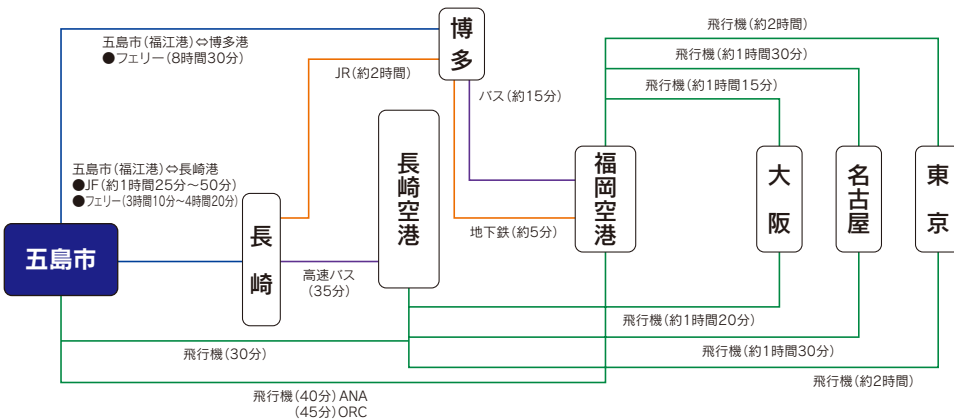 五島市(福江港)⇔博多港
●フェリー(8時間30分)
博多
飛行機(約2時間)
飛行機(約1時間30分)
JR(約2時間)
飛行機(約1時間15分)
バス(約15分)
五島市(福江港)⇔長崎港
●JF(約1時間25分~50分)
●フェリー(3時間10分~4時間20分)
長崎空港
福岡空港
大阪
名古屋
東京
五島市
長崎
地下鉄(約5分)
高速バス
(35分)
飛行機(約1時間20分)
飛行機(30分)
飛行機(約1時間30分)
飛行機(約2時間)
飛行機(40分)ANA
(45分)ORC